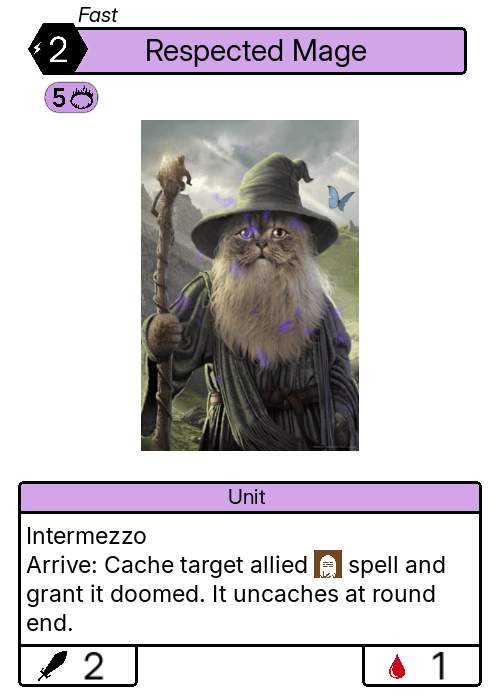 Fast
2
Respected Mage
5
Unit
Intermezzo
Arrive: Cache target allied spell and
grant it doomed. It uncaches at round
end.
2
1